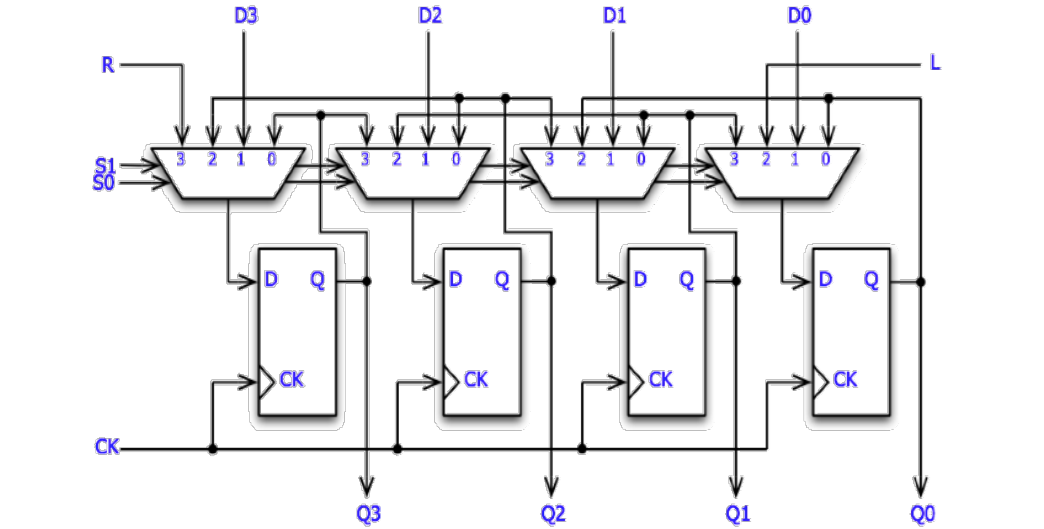 D3 D2 D1 D0
R L
3 2 1 0 3 2 1 0 3 2 1 0 3 2 1 0
S1
S0
D Q D Q D Q D Q
CK CK CK CK
CK
Q3 Q2 Q1 Q0